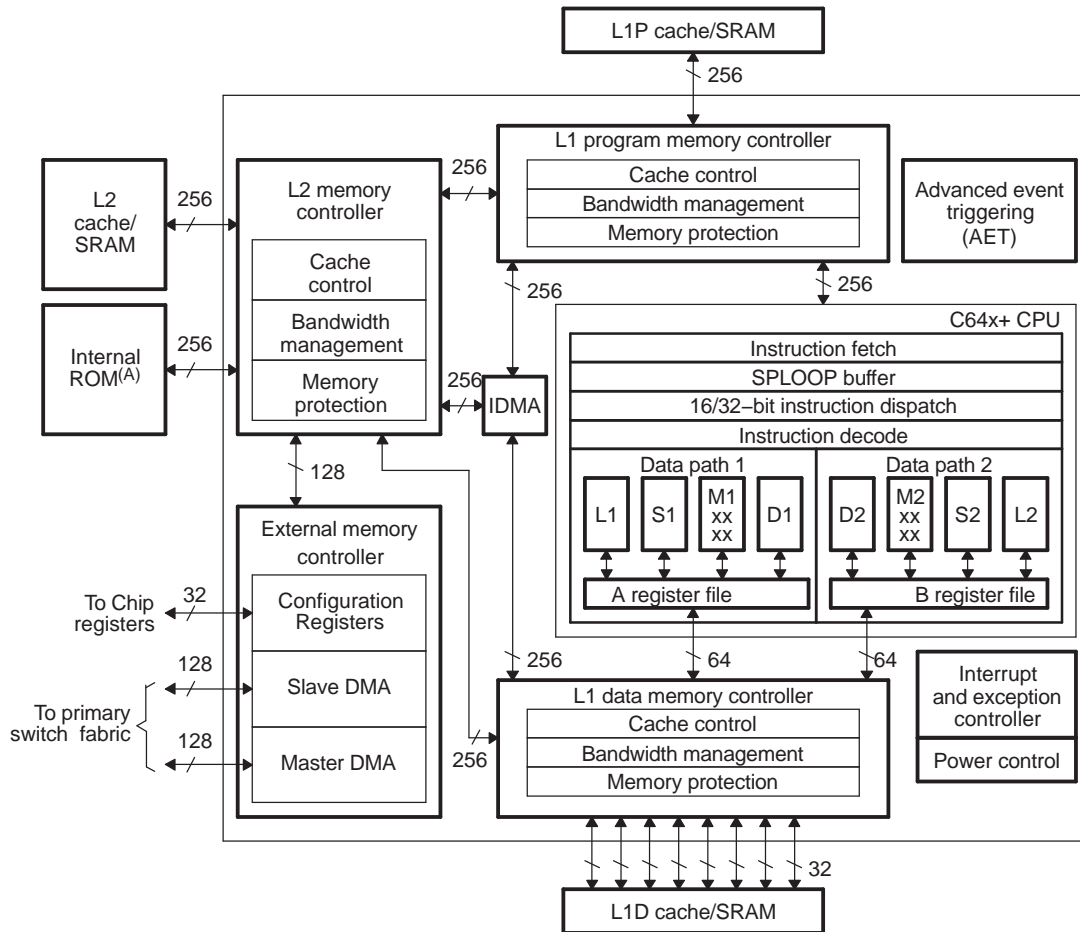 L1P cache/SRAM
256
L1 program memory controller
Cache control
Bandwidth management
Memory protection
Advanced event
triggering
(AET)
L2
cache/
SRAM
256
L2 memory
controller
Cache
control
Bandwidth
management
Memory
protection
256
256
256
Internal
ROM(A)
256
256
IDMA
C64x+ CPU
Instruction fetch
SPLOOP buffer
16/32−bit instruction dispatch
Instruction decode
Data path 1
L1
S1
M1
xx
xx
D1
A register file
Data path 2
D2
M2
xx
xx
S2
L2
B register file
128
External memory
controller
Configuration
Registers
Slave DMA
Master DMA
To Chip
registers
32
To primary
switch fabric
128
128
256
64
64
256
L1 data memory controller
Cache control
Bandwidth management
Memory protection
Interrupt
and exception
controller
Power control
32
L1D cache/SRAM